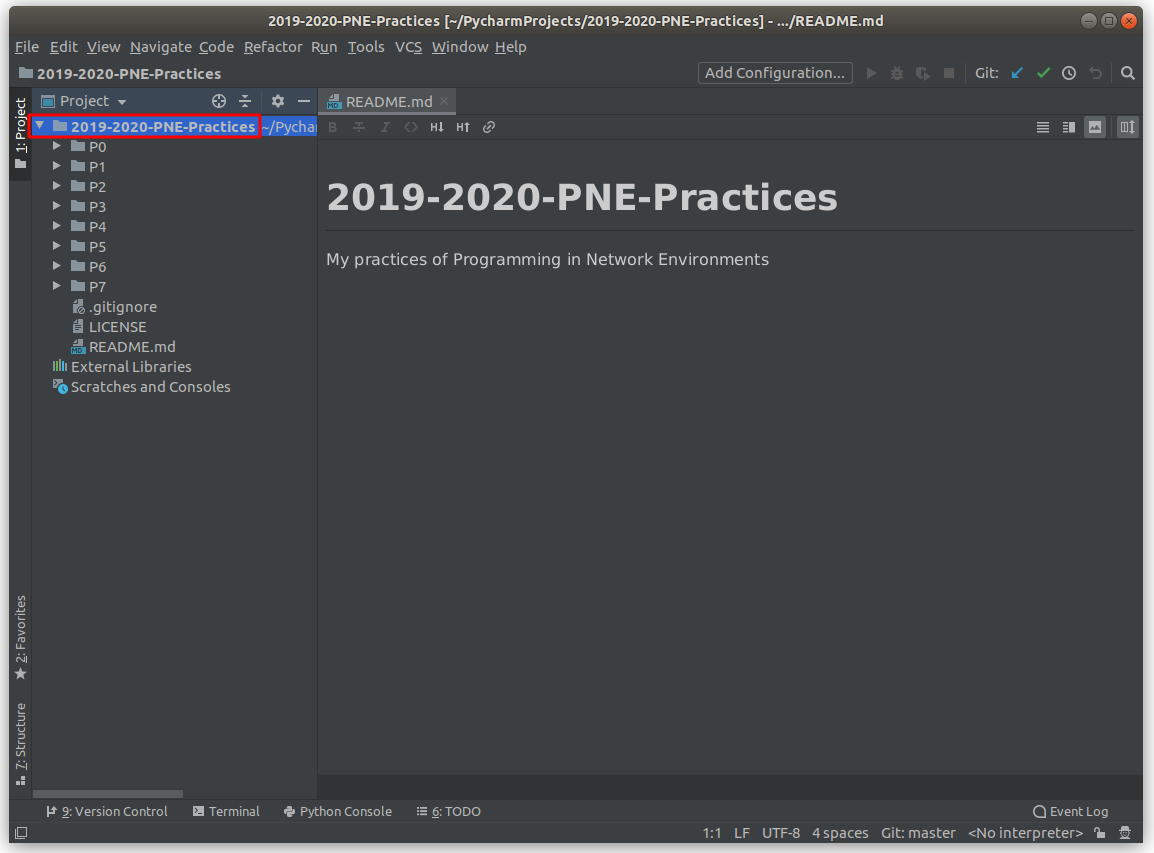 2019-2020-PNE-Practices [~/PycharmProjects/2019-2020-PNE-Practices] - .../README.md
File Edit View Navigate Code Refactor Run Tools VCS Window Help
2019-2020-PNE-Practices
Add Configuration...
Git:
1: Project
Project
README.md
2019-2020-PNE-Practices ~/Pychar
B I <> H↓ H↑
P0
P1
P2
P3
P4
P5
P6
P7
.gitignore
LICENSE
README.md
External Libraries
Scratches and Consoles
2019-2020-PNE-Practices
My practices of Programming in Network Environments
2: Favorites
7: Structure
9: Version Control Terminal Python Console 6: TODO Event Log
1:1 LF UTF-8 4 spaces Git: master <No interpreter>